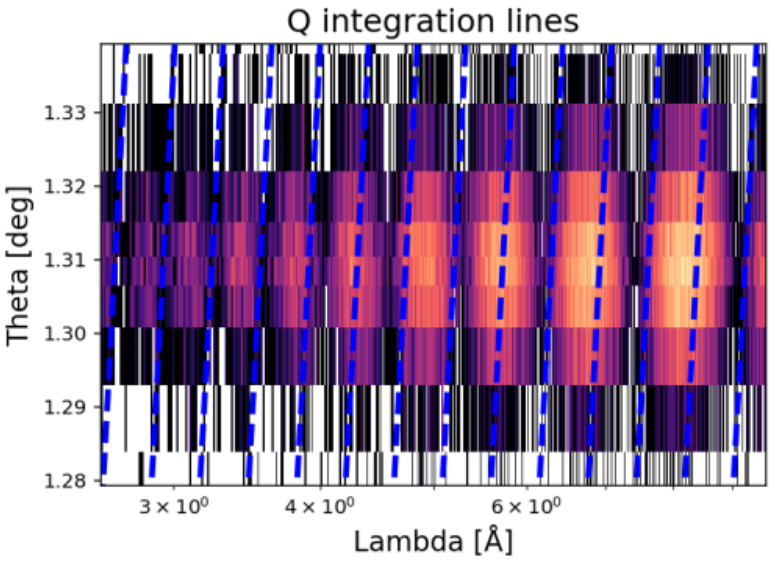 Q integration lines
Theta [deg]
1.33
1.32
1.31
1.30
1.29
1.28
3 × 10⁰
4 × 10⁰
6 × 10⁰
Lambda [Å]